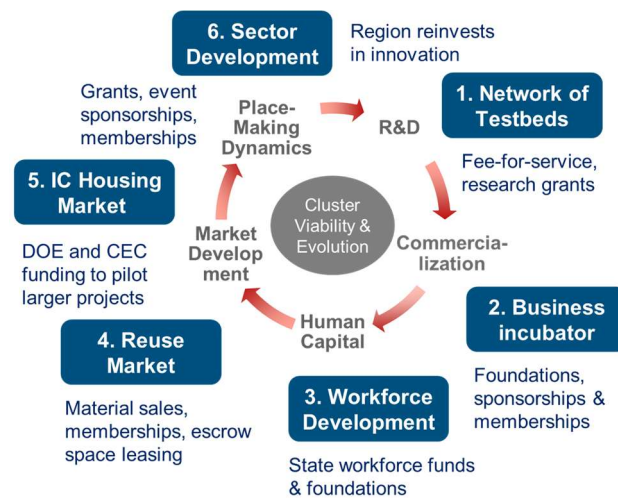 6. Sector
Development
Region reinvests
in innovation
Grants, event
sponsorships,
memberships
Place-
Making
Dynamics
R&D
1. Network of
Testbeds
Fee-for-service,
research grants
5. IC Housing
Market
DOE and CEC
funding to pilot
larger projects
Market
Develop
ment
Cluster
Viability &
Evolution
Commercia-
lization
Human
Capital
2. Business
incubator
Foundations,
sponsorships &
memberships
4. Reuse
Market
Material sales,
memberships, escrow
space leasing
3. Workforce
Development
State workforce funds
& foundations